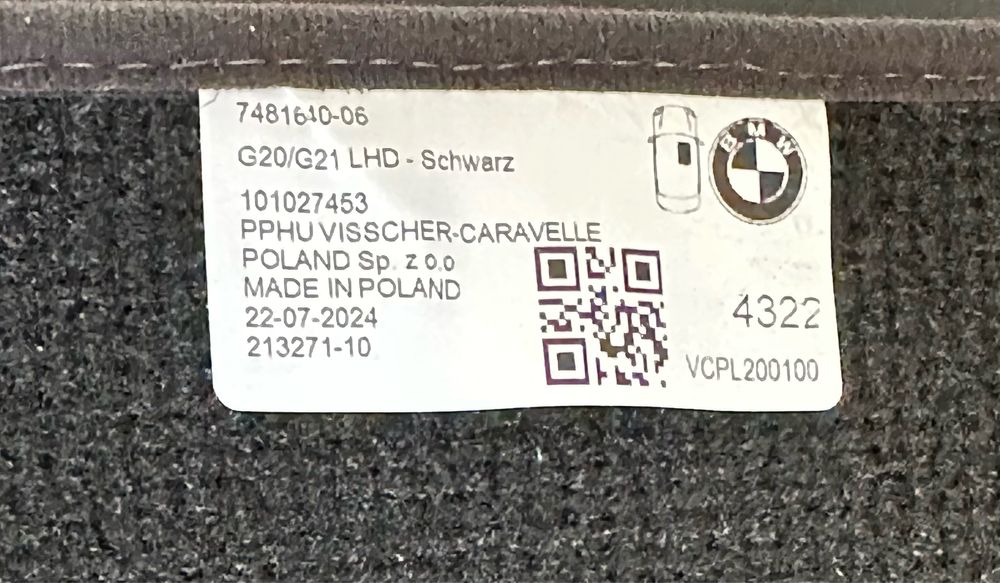 7481610-06
G20/G21 LHD - Schwarz
101027453
PPHU VISSCHER-CARAVELLE
POLAND Sp. z o.o
MADE IN POLAND
22-07-2024
213271-10
BMW
4322
VCPL200100